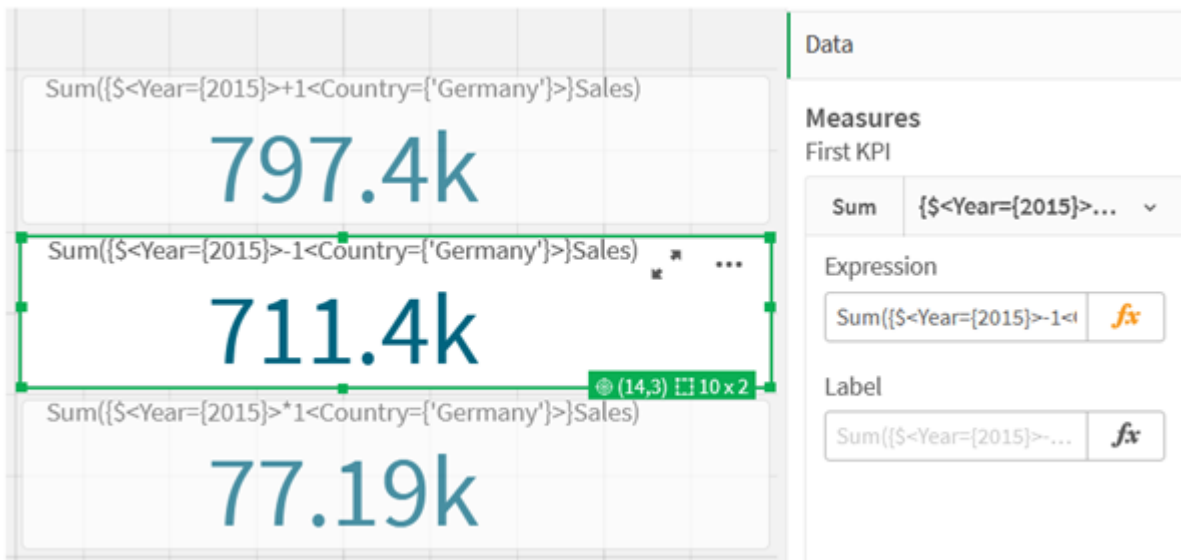 Sum({$<Year={2015}>+1<Country={'Germany'}>}Sales)
797.4k
Sum({$<Year={2015}>-1<Country={'Germany'}>}Sales)
711.4k
(14,3) 10 x 2
Sum({$<Year={2015}>*1<Country={'Germany'}>}Sales)
77.19k
Data
Measures
First KPI
Sum {$<Year={2015}>...
Expression
Sum({$<Year={2015}>-1<( fx
Label
Sum({$<Year={2015}>-... fx